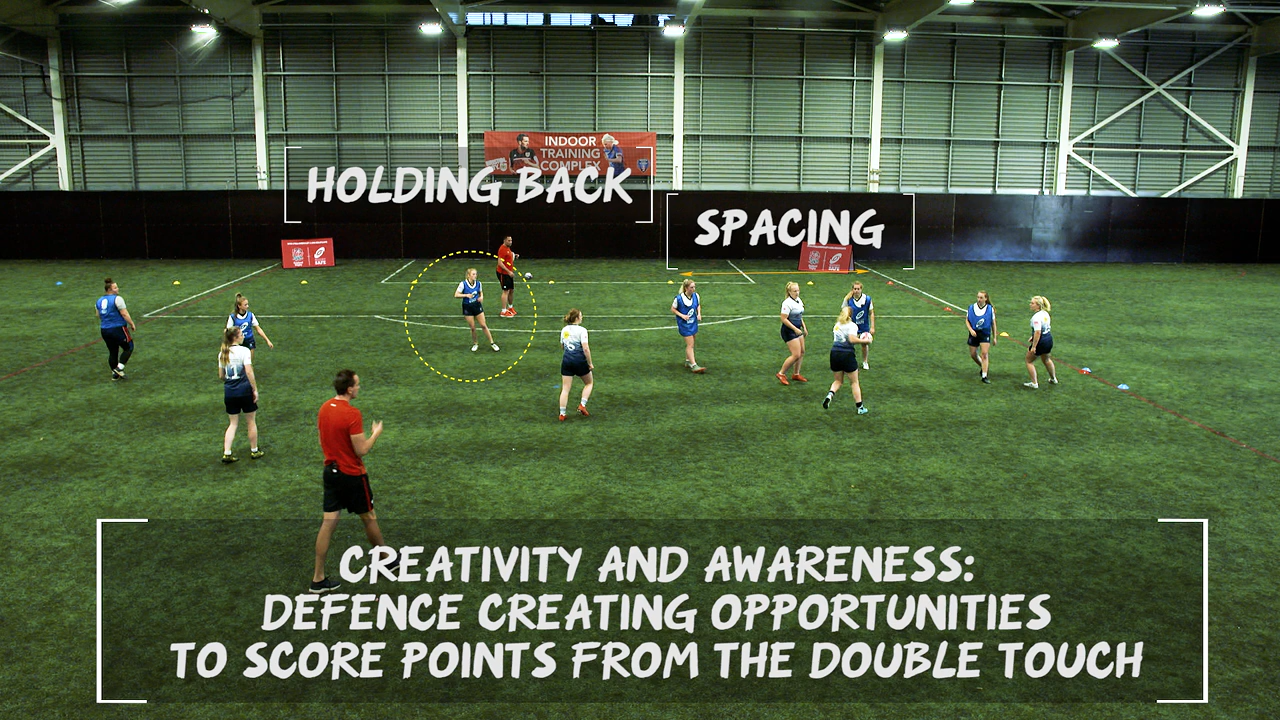 INDOOR
TRAINING
COMPLEX
HOLDING BACK
SPACING
CREATIVITY AND AWARENESS:
DEFENCE CREATING OPPORTUNITIES
TO SCORE POINTS FROM THE DOUBLE TOUCH